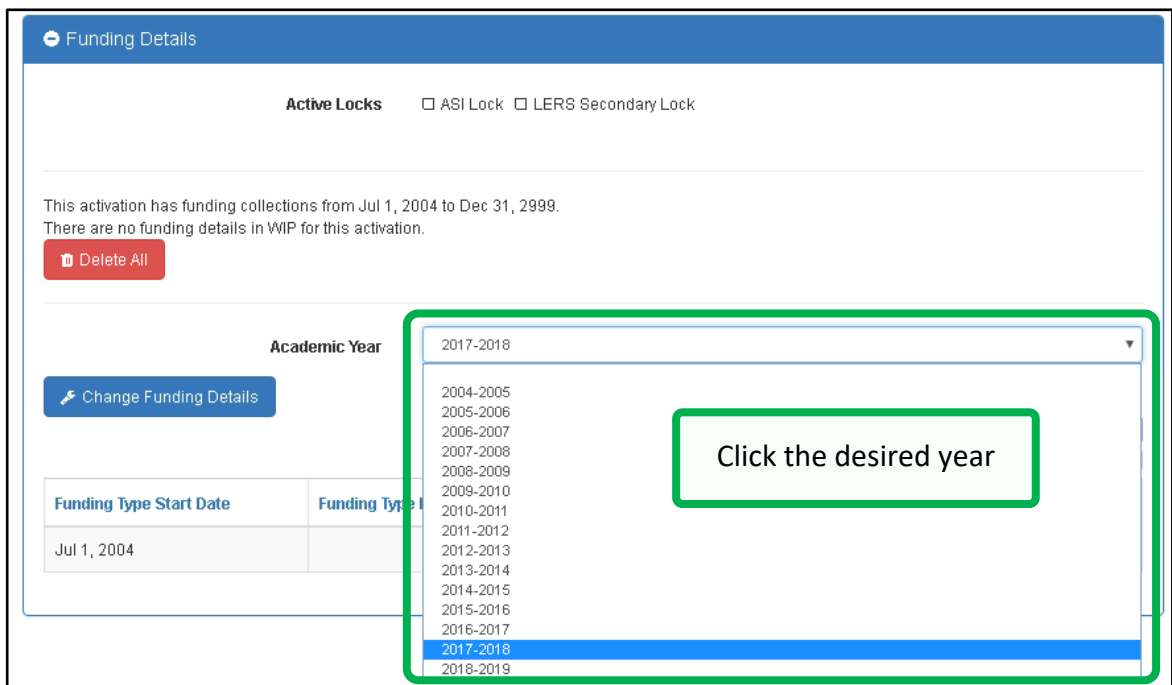 Funding Details
Active Locks ASI Lock LERS Secondary Lock
This activation has funding collections from Jul 1, 2004 to Dec 31, 2999.
There are no funding details in WIP for this activation.
Delete All
Academic Year 2017-2018
Change Funding Details
2004-2005
2005-2006
2006-2007
2007-2008
2008-2009
2009-2010
2010-2011
2011-2012
2012-2013
2013-2014
2014-2015
2015-2016
2016-2017
2017-2018
2018-2019
Click the desired year
Funding Type Start Date Funding Type
Jul 1, 2004